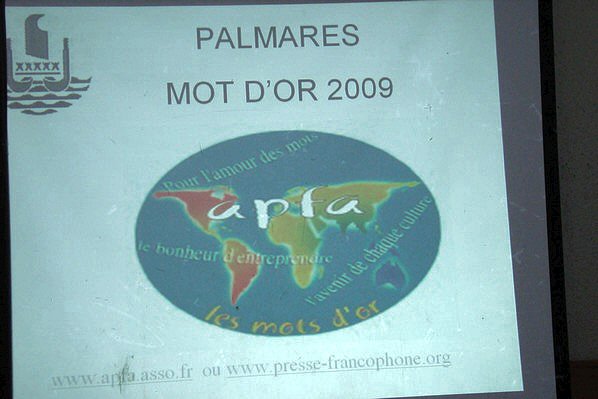 PALMARES
MOT D'OR 2009
Pour l'amour des mots
apfa
le bonheur d'entreprendre
l'avenir de chaque culture
les mots d'or
www.apfa.asso.fr ou www.presse-francophone.org